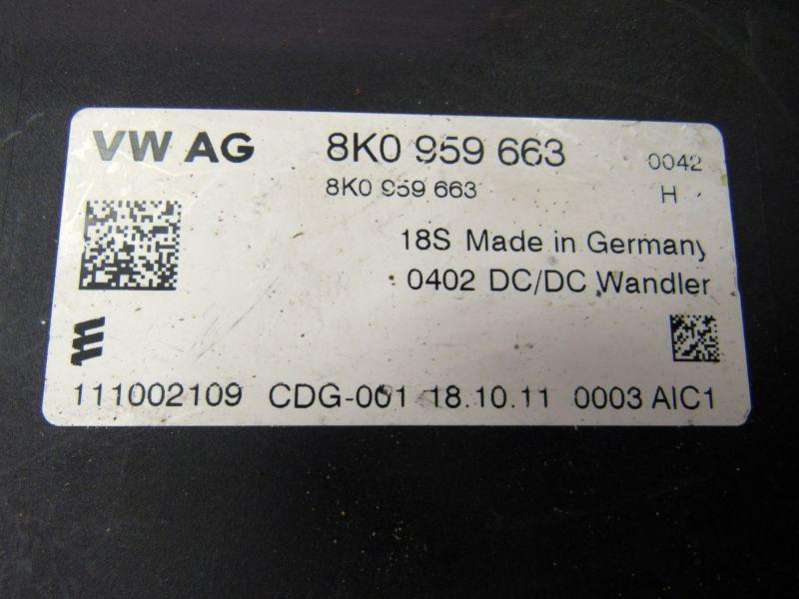 VW AG 8K0 959 663 0042
8K0 959 663 H
18S Made in Germany
0402 DC/DC Wandler
111002109 CDG-001 18.10.11 0003 AIC1